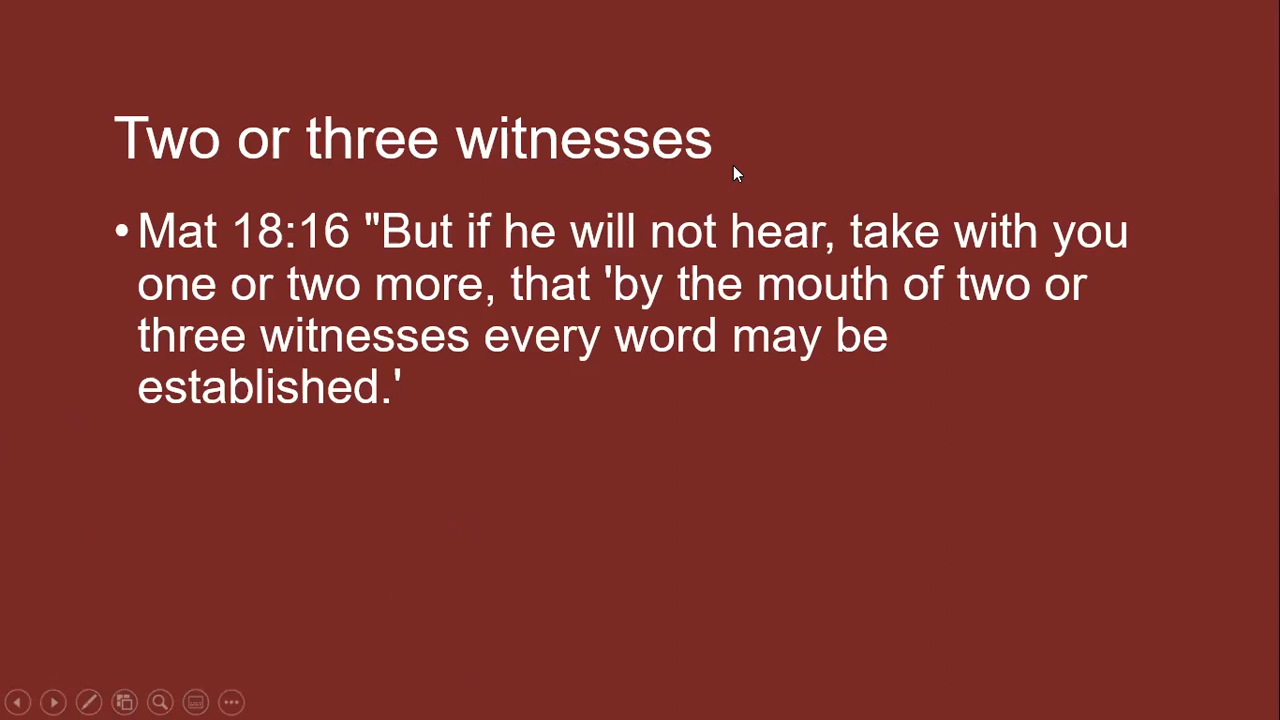 Two or three witnesses
• Mat 18:16 "But if he will not hear, take with you
one or two more, that 'by the mouth of two or
three witnesses every word may be
established.'